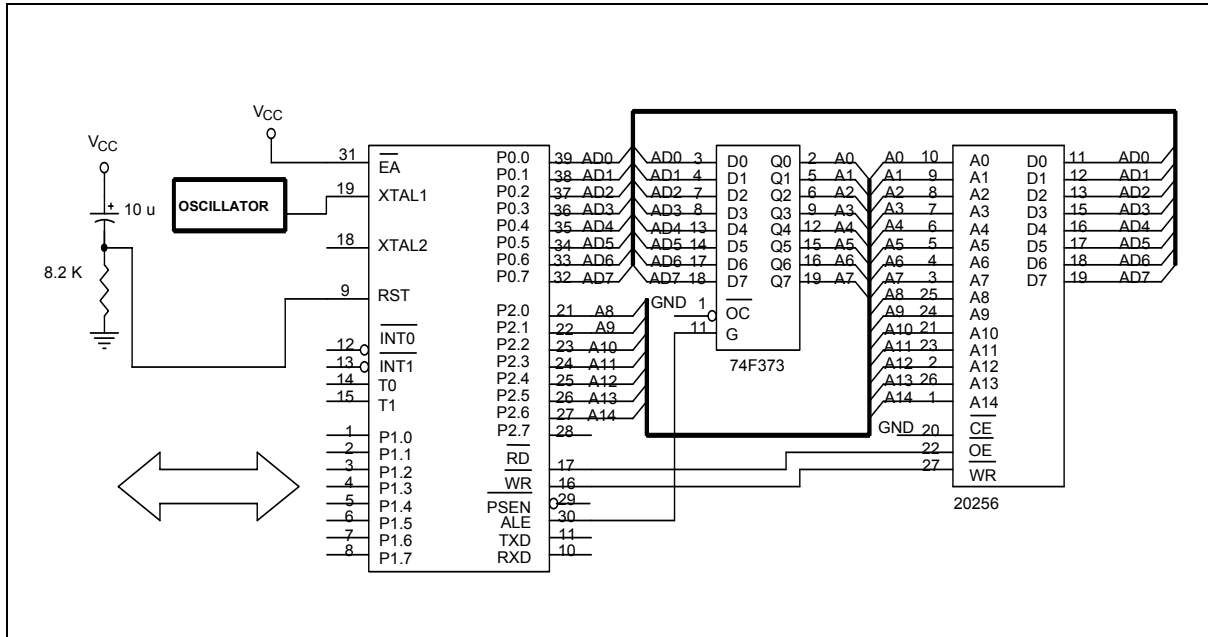 VCC
VCC
10 u
OSCILLATOR
8.2 K
31 EA
19 XTAL1
18 XTAL2
9 RST
12 INT0
13 INT1
14 T0
15 T1
1 P1.0
2 P1.1
3 P1.2
4 P1.3
5 P1.4
6 P1.5
7 P1.6
8 P1.7
P0.0 39 AD0
P0.1 38 AD1
P0.2 37 AD2
P0.3 36 AD3
P0.4 35 AD4
P0.5 34 AD5
P0.6 33 AD6
P0.7 32 AD7
P2.0 21 A8
P2.1 22 A9
P2.2 23 A10
P2.3 24 A11
P2.4 25 A12
P2.5 26 A13
P2.6 27 A14
P2.7 28
RD 17
WR 16
PSEN 29
ALE 30
TXD 11
RXD 10
AD0 3 D0 Q0 2 A0
AD1 4 D1 Q1 5 A1
AD2 7 D2 Q2 6 A2
AD3 8 D3 Q3 9 A3
AD4 13 D4 Q4 12 A4
AD5 14 D5 Q5 15 A5
AD6 17 D6 Q6 16 A6
AD7 18 D7 Q7 19 A7
GND 1 OC
11 G
74F373
A0 10 A0 D0 11 AD0
A1 9 A1 D1 12 AD1
A2 8 A2 D2 13 AD2
A3 7 A3 D3 15 AD3
A4 6 A4 D4 16 AD4
A5 5 A5 D5 17 AD5
A6 4 A6 D6 18 AD6
A7 3 A7 D7 19 AD7
A8 25 A8
A9 24 A9
A10 21 A10
A11 23 A11
A12 2 A12
A13 26 A13
A14 1 A14
GND 20 CE
22 OE
27 WR
20256